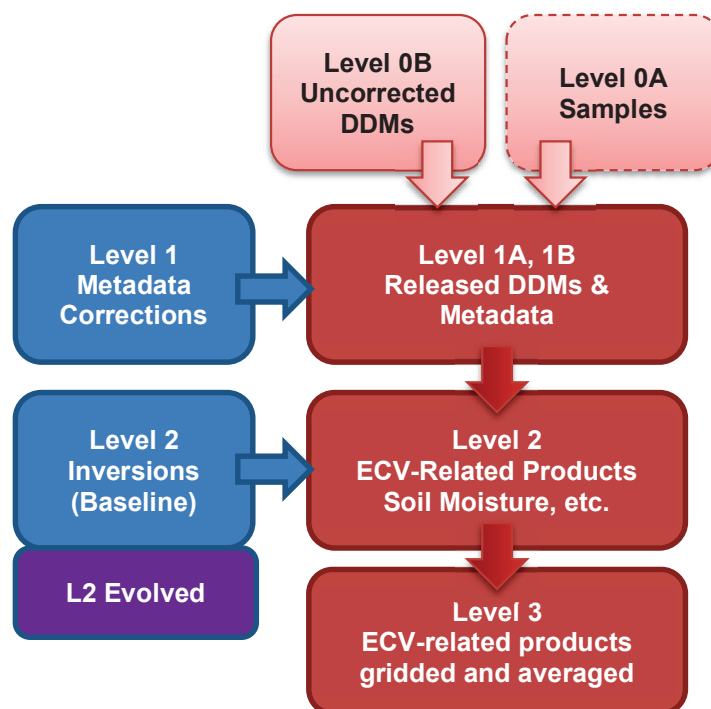 Level 0B
Uncorrected
DDMs
Level 0A
Samples
Level 1
Metadata
Corrections
Level 1A, 1B
Released DDMs &
Metadata
Level 2
Inversions
(Baseline)
Level 2
ECV-Related Products
Soil Moisture, etc.
L2 Evolved
Level 3
ECV-related products
gridded and averaged